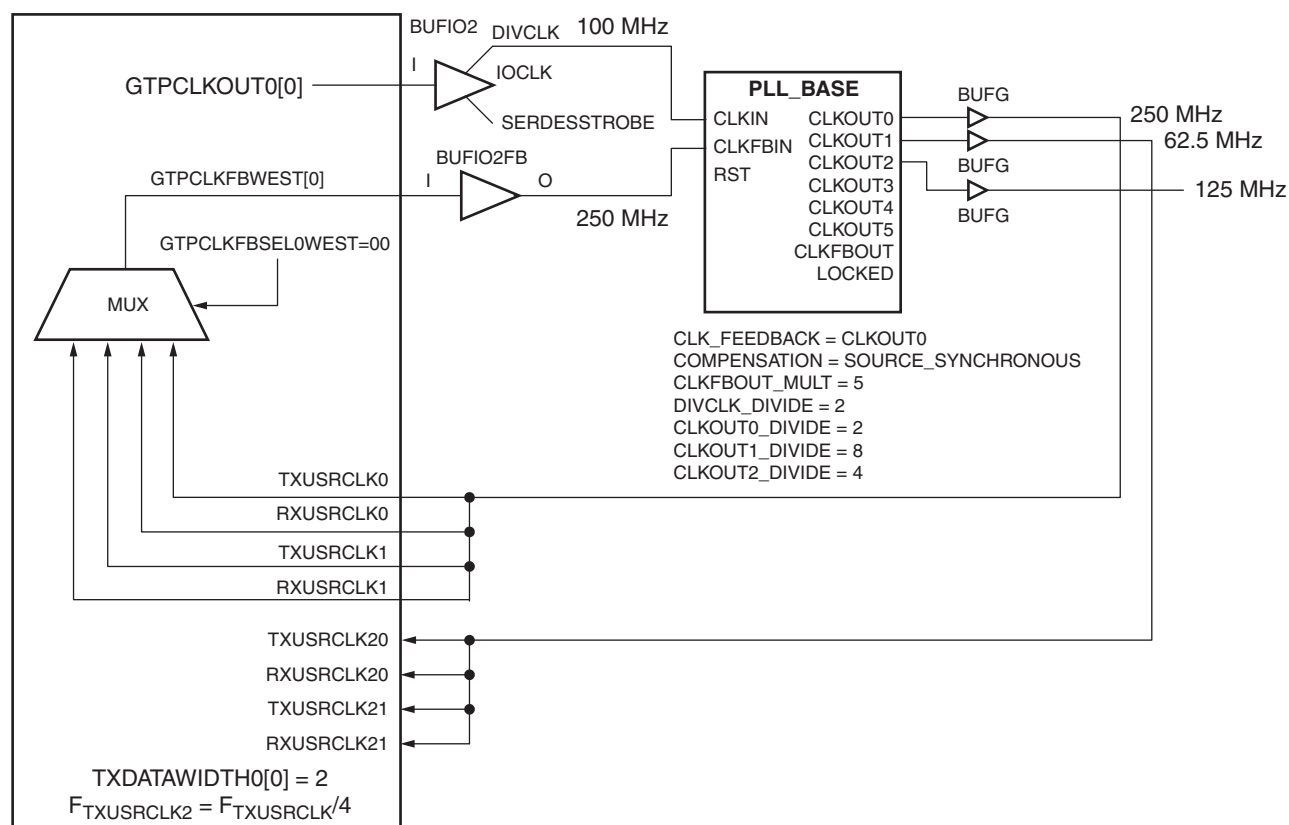 BUFIO2
DIVCLK 100 MHz
GTPCLKOUT0[0]
I
IOCLK
SERDESSTROBE
BUFIO2FB
GTPCLKFBWEST[0]
I
O
250 MHz
GTPCLKFBSEL0WEST=00
MUX
PLL_BASE
CLKIN
CLKFBIN
RST
CLKOUT0
CLKOUT1
CLKOUT2
CLKOUT3
CLKOUT4
CLKOUT5
CLKFBOUT
LOCKED
BUFG
250 MHz
62.5 MHz
BUFG
125 MHz
BUFG
CLK_FEEDBACK = CLKOUT0
COMPENSATION = SOURCE_SYNCHRONOUS
CLKFBOUT_MULT = 5
DIVCLK_DIVIDE = 2
CLKOUT0_DIVIDE = 2
CLKOUT1_DIVIDE = 8
CLKOUT2_DIVIDE = 4
TXUSRCLK0
RXUSRCLK0
TXUSRCLK1
RXUSRCLK1
TXUSRCLK20
RXUSRCLK20
TXUSRCLK21
RXUSRCLK21
TXDATAWIDTH0[0] = 2
FTXUSRCLK2 = FTXUSRCLK/4